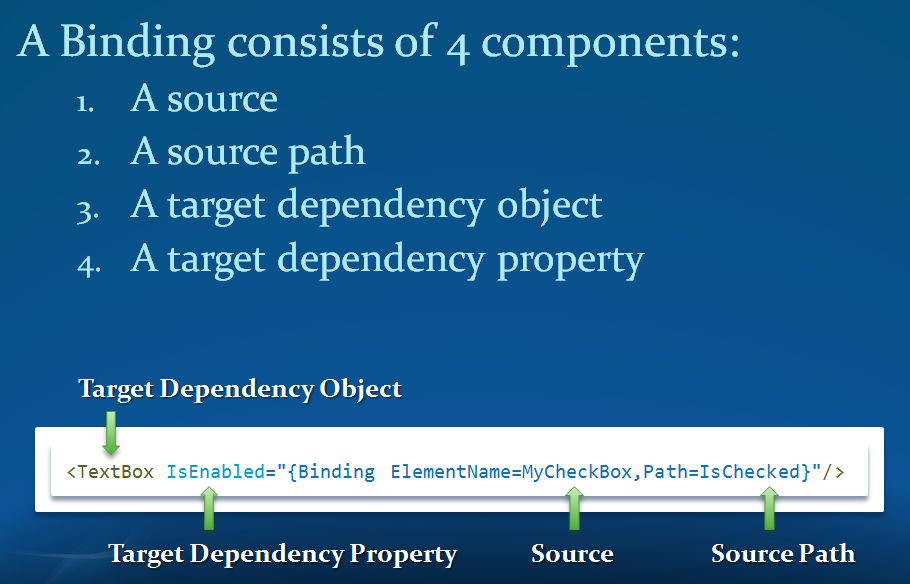 A Binding consists of 4 components:
1. A source
2. A source path
3. A target dependency object
4. A target dependency property
Target Dependency Object
<TextBox IsEnabled="{Binding ElementName=MyCheckBox,Path=IsChecked}"/>
Target Dependency Property Source Source Path